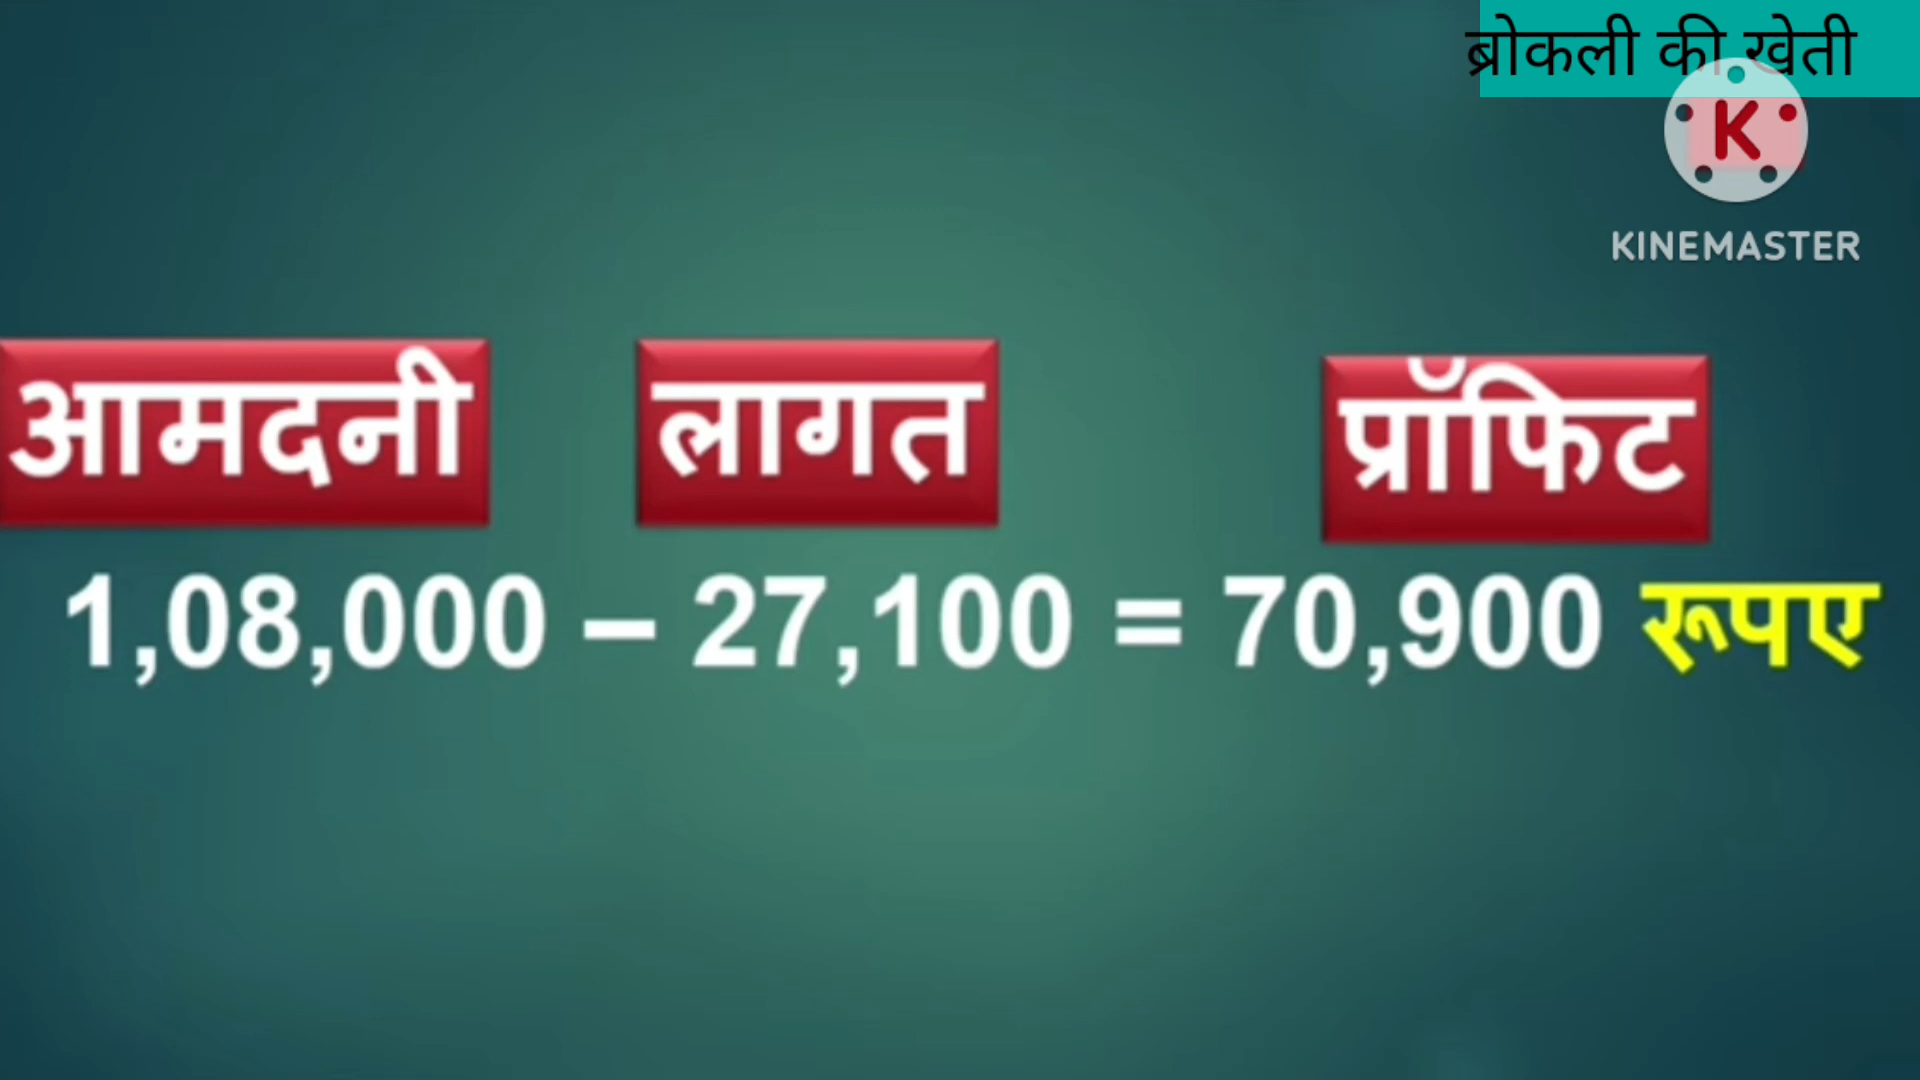 ब्रोकली की खेती
K
KINEMASTER
आमदनी लागत प्रॉफिट
1,08,000 – 27,100 = 70,900 रूपए